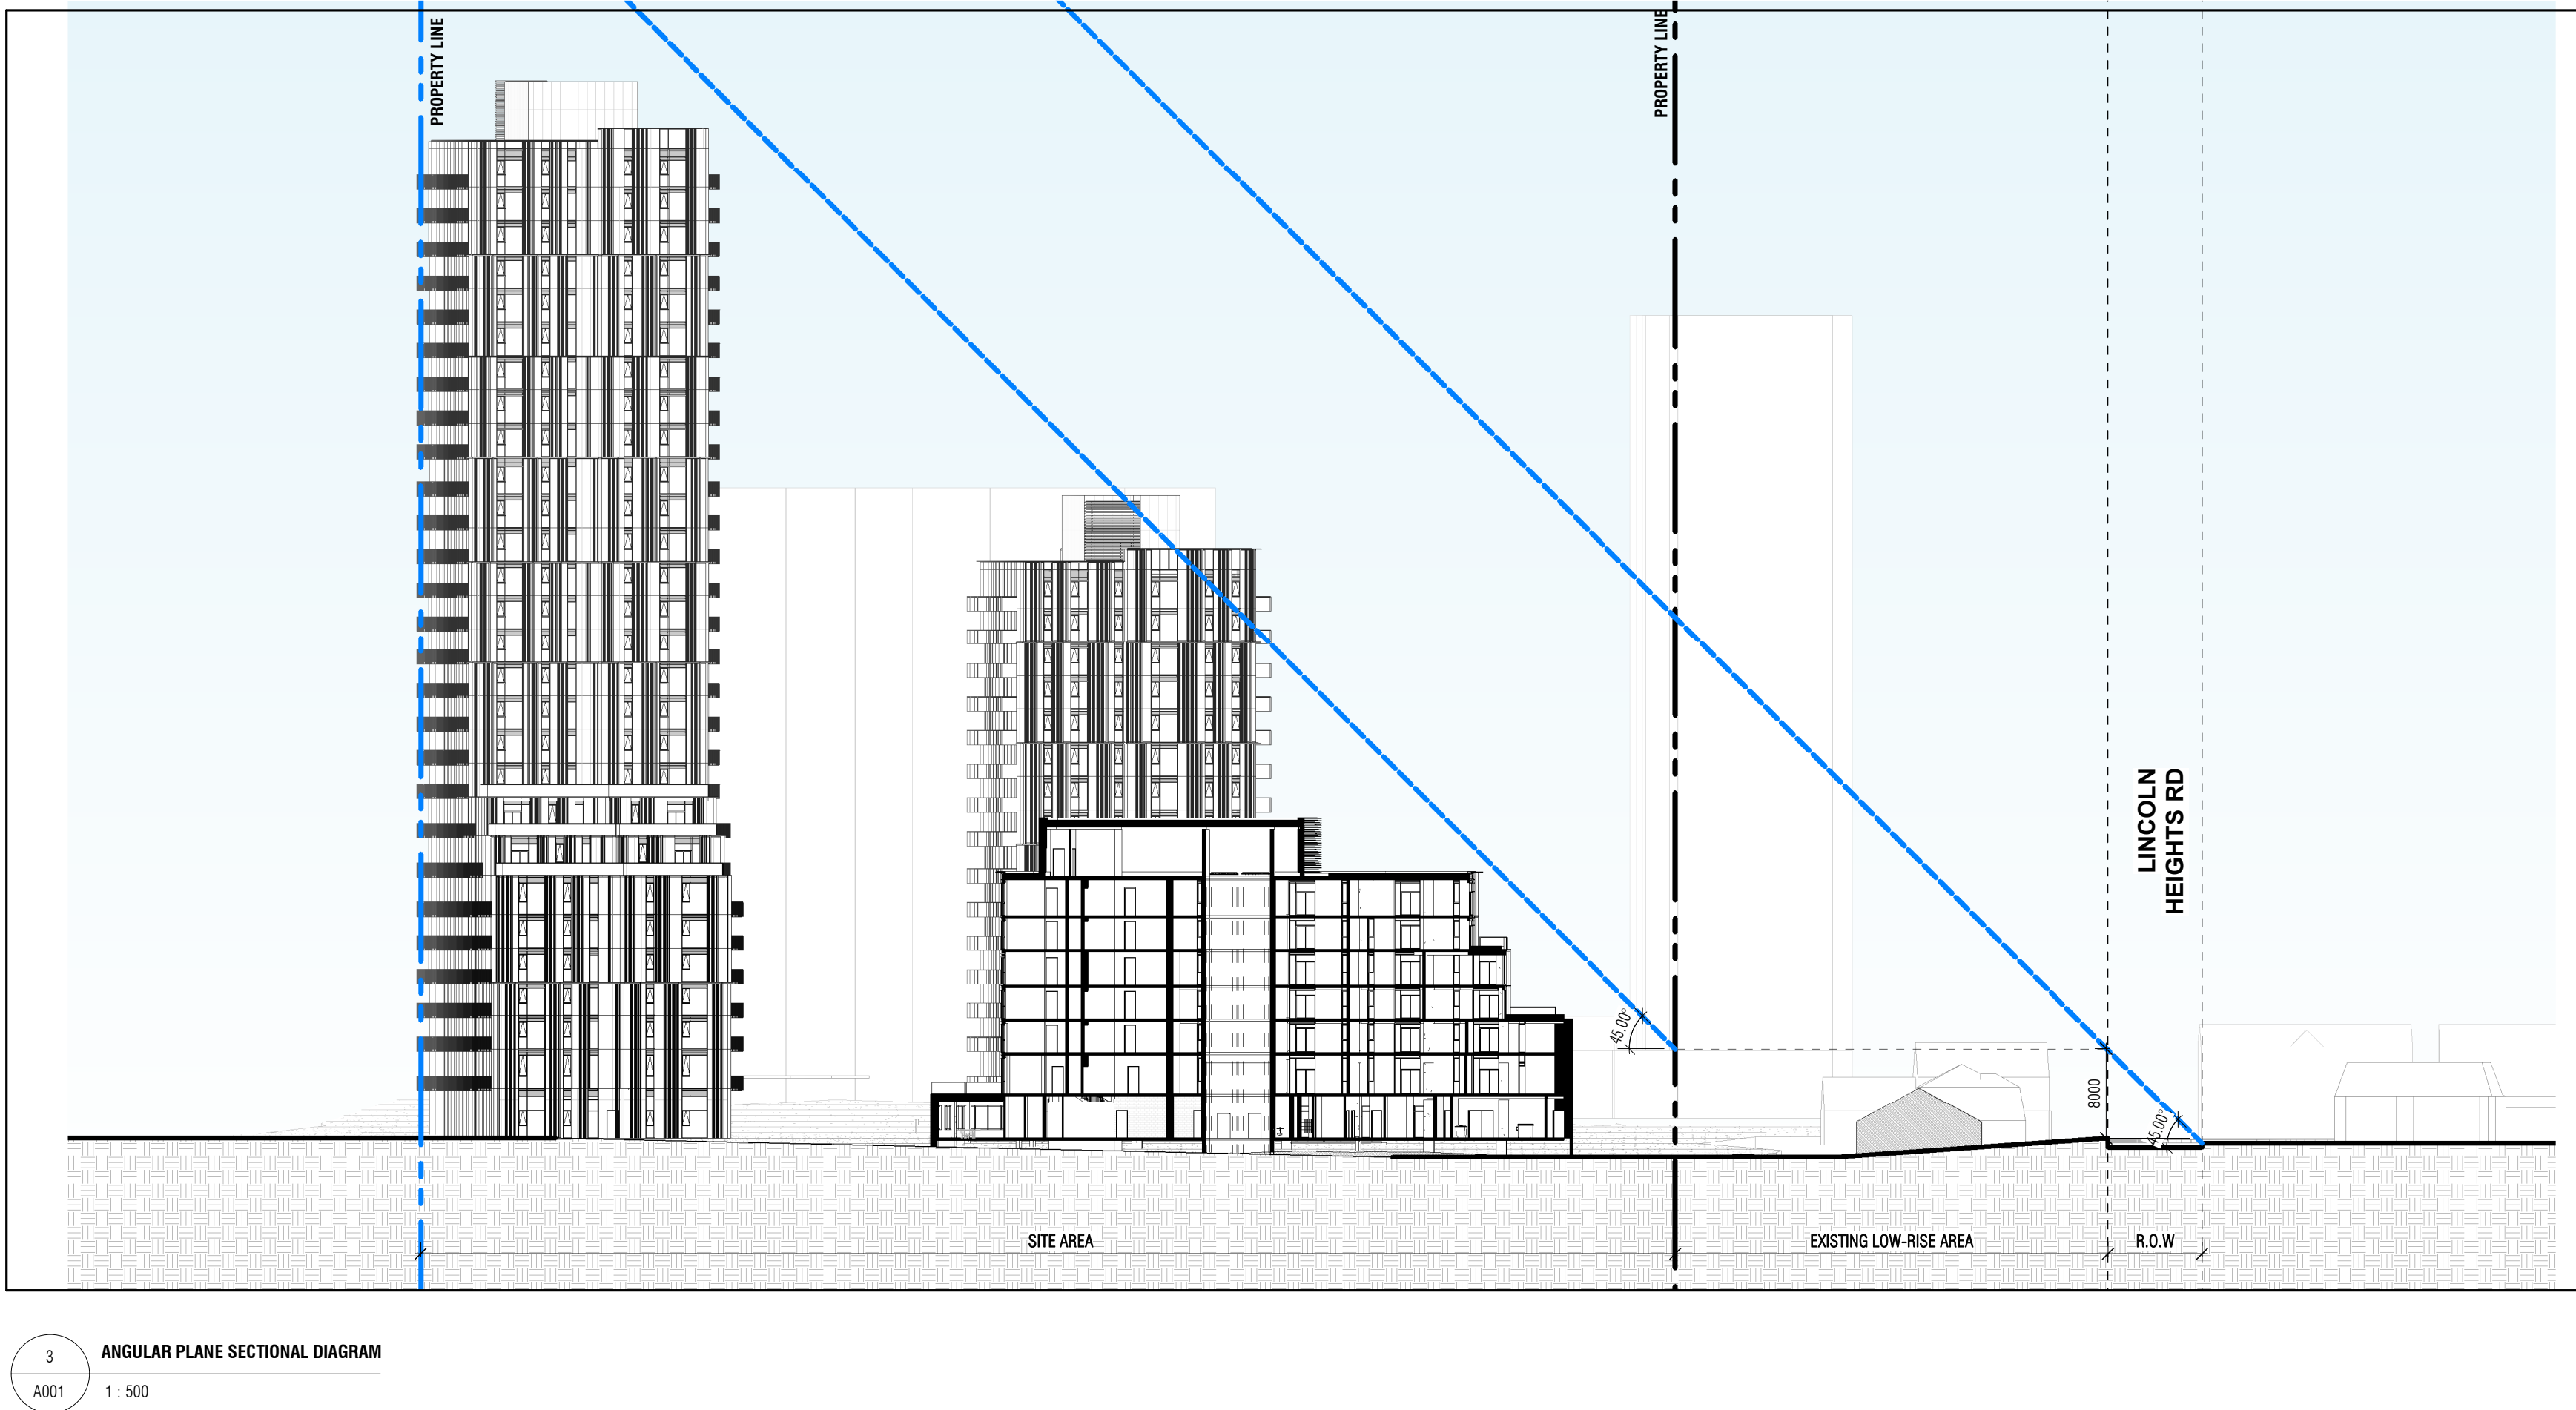 PROPERTY LINE
PROPERTY LINE
LINCOLN
HEIGHTS RD
45.00°
8000
45.00°
SITE AREA
EXISTING LOW-RISE AREA
R.O.W
3
ANGULAR PLANE SECTIONAL DIAGRAM
A001
1 : 500